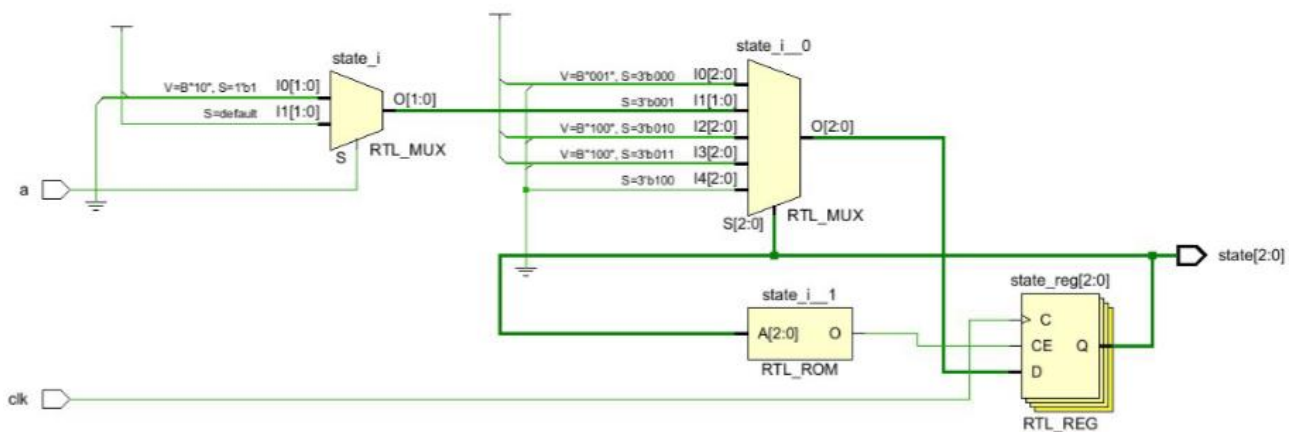 state_i
V=B"10", S=1'b1 I0[1:0]
S=default I1[1:0]
O[1:0]
S
RTL_MUX
a
state_i__0
V=B"001", S=3'b000 I0[2:0]
S=3'b001 I1[1:0]
V=B"100", S=3'b010 I2[2:0]
V=B"100", S=3'b011 I3[2:0]
S=3'b100 I4[2:0]
O[2:0]
S[2:0]
RTL_MUX
state[2:0]
state_i__1
A[2:0] O
RTL_ROM
state_reg[2:0]
C
CE Q
D
RTL_REG
clk